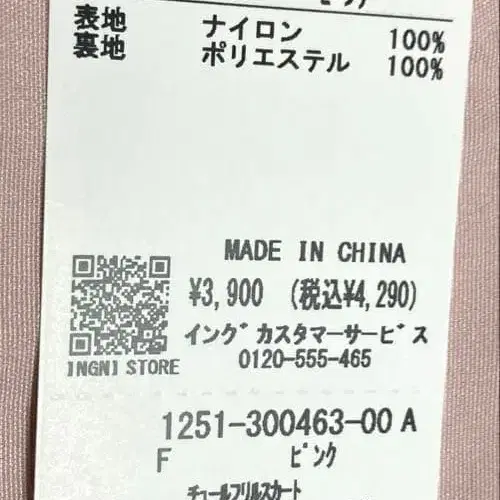 表地 ナイロン 100%
裏地 ポリエステル 100%
MADE IN CHINA
¥3,900 (税込¥4,290)
イングカスタマーサービス
0120-555-465
INGNI STORE
1251-300463-00 A
F ピンク
チュールフリルスカート